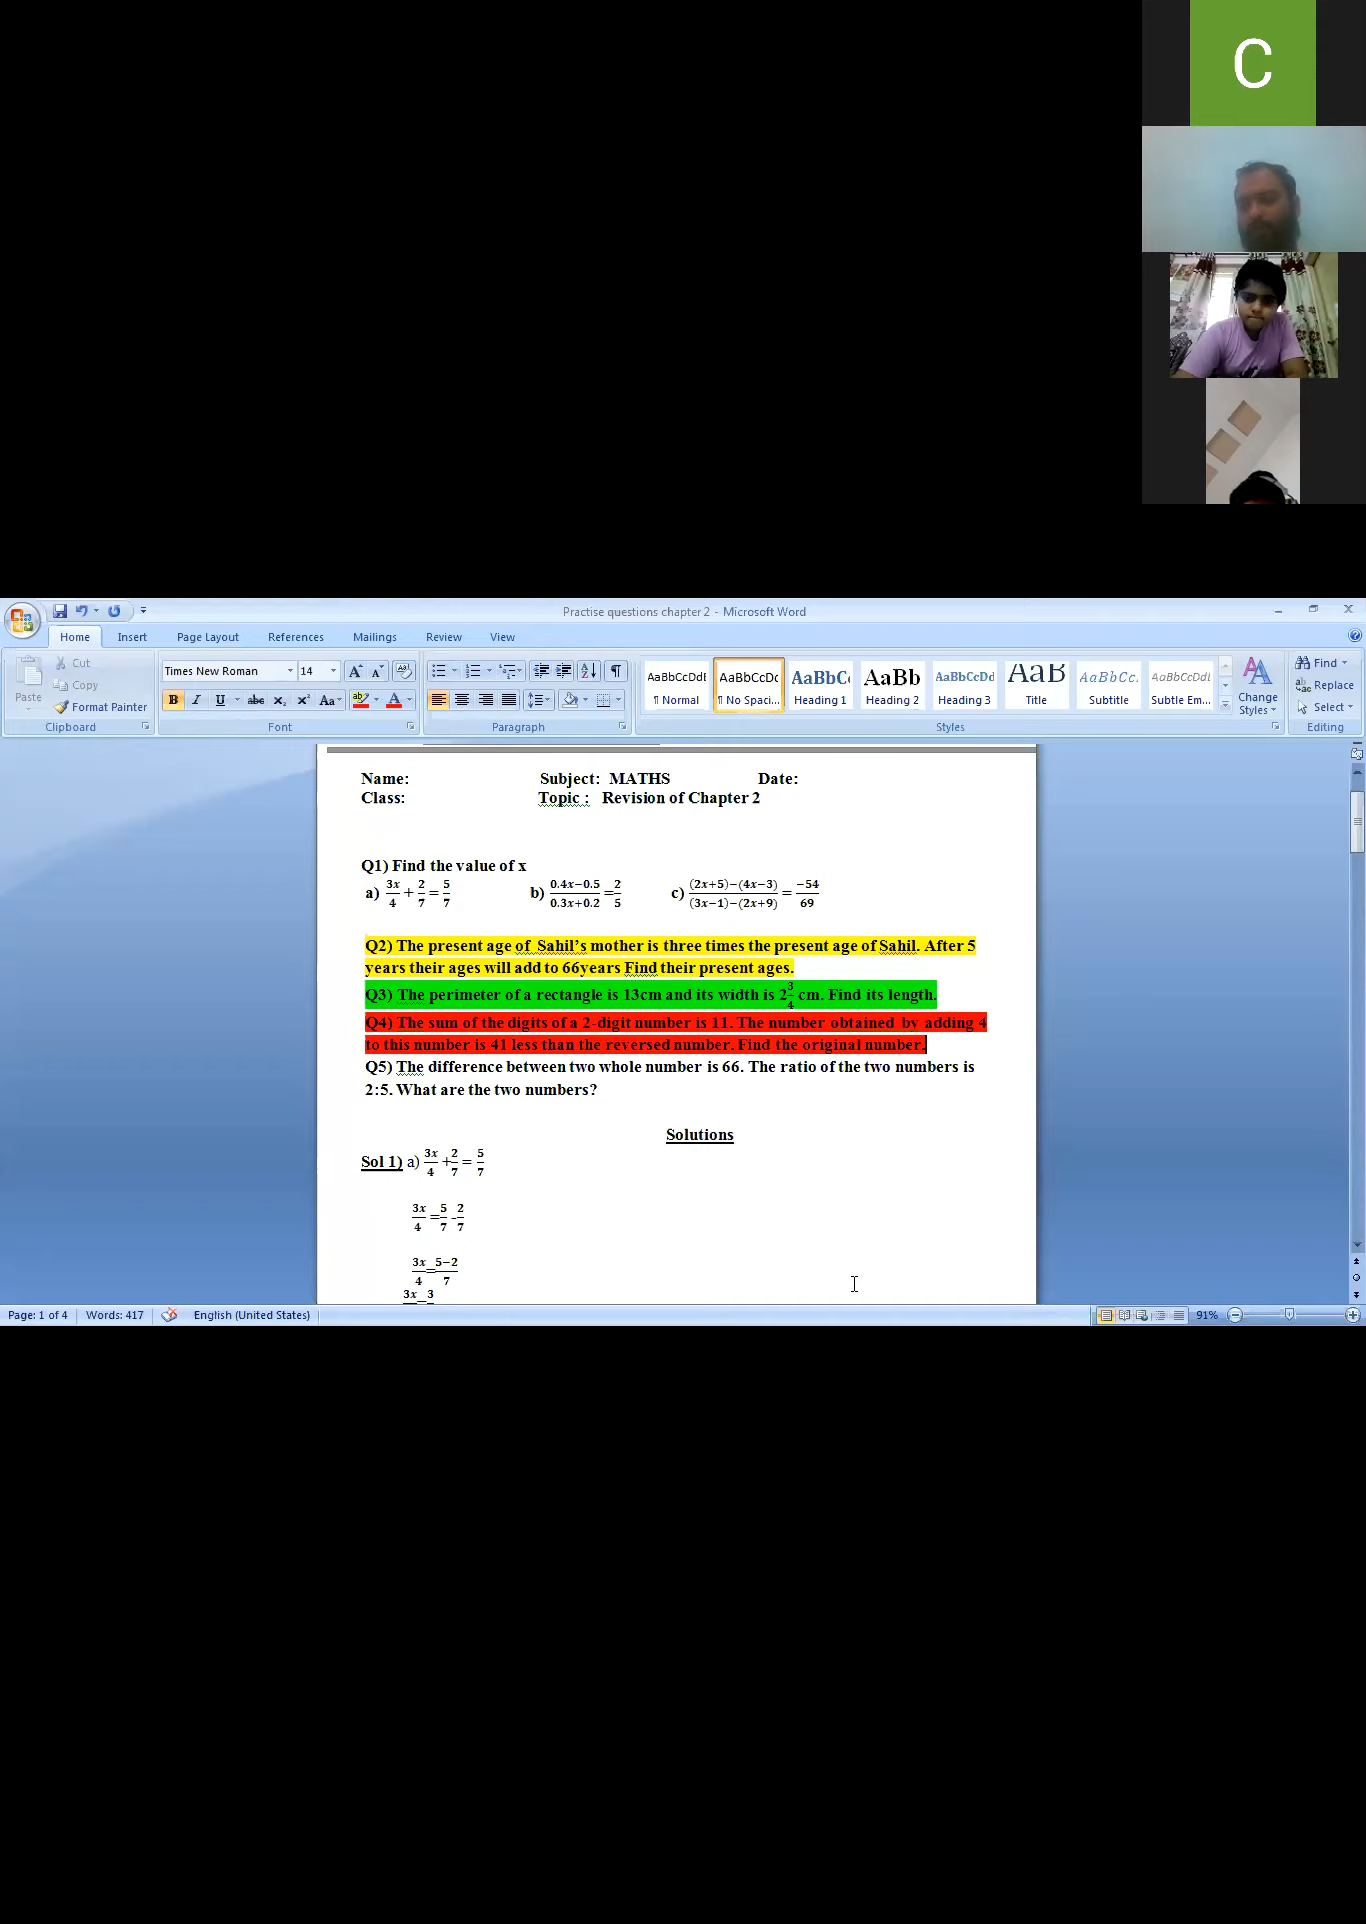 C
Practise questions chapter 2 - Microsoft Word
Home Insert Page Layout References Mailings Review View
Cut
Copy
Paste
Format Painter
Clipboard
Times New Roman 14
Font
Paragraph
AaBbCcDdE AaBbCcDc AaBbC AaBb AaBbCcDd AaB AaBbCc. AaBbCcDdE
¶ Normal ¶ No Spaci... Heading 1 Heading 2 Heading 3 Title Subtitle Subtle Em...
Change Styles
Styles
Find
Replace
Select
Editing
Name: Subject: MATHS Date:
Class: Topic : Revision of Chapter 2
Q1) Find the value of x
a) 3x/4 + 2/7 = 5/7 b) 0.4x−0.5/0.3x+0.2 = 2/5 c) (2x+5)−(4x−3)/(3x−1)−(2x+9) = −54/69
Q2) The present age of Sahil's mother is three times the present age of Sahil. After 5
years their ages will add to 66years Find their present ages.
Q3) The perimeter of a rectangle is 13cm and its width is 2 3/4 cm. Find its length.
Q4) The sum of the digits of a 2-digit number is 11. The number obtained by adding 4
to this number is 41 less than the reversed number. Find the original number.
Q5) The difference between two whole number is 66. The ratio of the two numbers is
2:5. What are the two numbers?
Solutions
Sol 1) a) 3x/4 + 2/7 = 5/7
3x/4 = 5/7 - 2/7
3x/4 = 5−2/7
3x = 3
Page: 1 of 4 Words: 417 English (United States) 91%